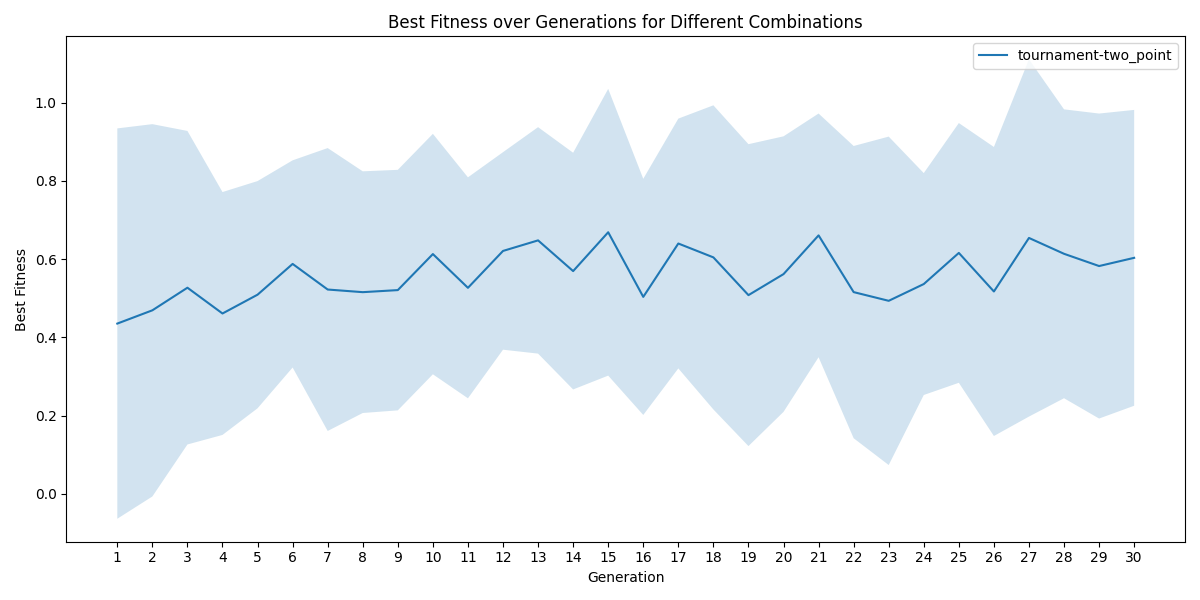 Best Fitness over Generations for Different Combinations
tournament-two_point
Best Fitness
1.0
0.8
0.6
0.4
0.2
0.0
1 2 3 4 5 6 7 8 9 10 11 12 13 14 15 16 17 18 19 20 21 22 23 24 25 26 27 28 29 30
Generation